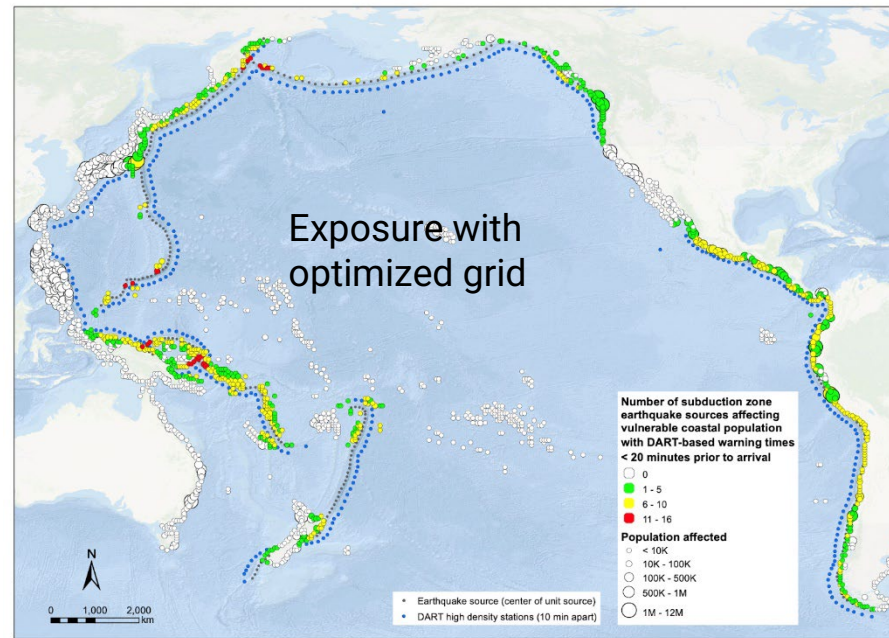 Exposure with
optimized grid
Number of subduction zone
earthquake sources affecting
vulnerable coastal population
with DART-based warning times
< 20 minutes prior to arrival
0
1 - 5
6 - 10
11 - 16
Population affected
< 10K
10K - 100K
100K - 500K
500K - 1M
1M - 12M
N
0 1,000 2,000
km
Earthquake source (center of unit source)
DART high density stations (10 min apart)